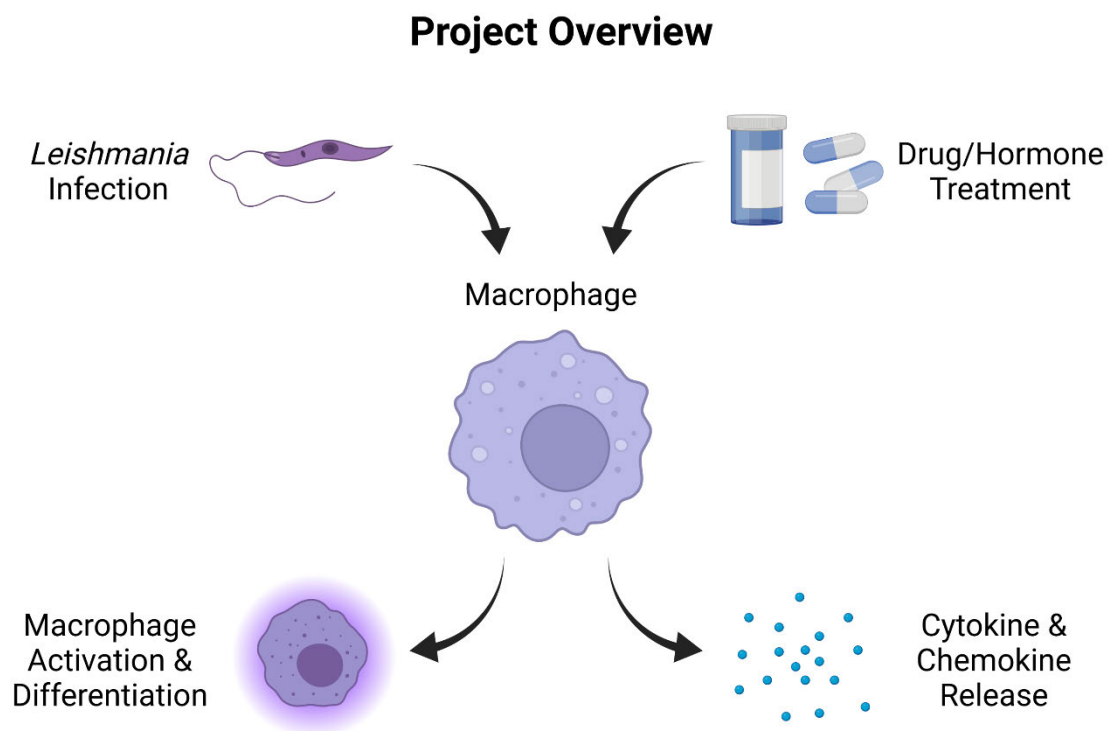 Project Overview
Leishmania
Infection
Drug/Hormone
Treatment
Macrophage
Macrophage
Activation &
Differentiation
Cytokine &
Chemokine
Release